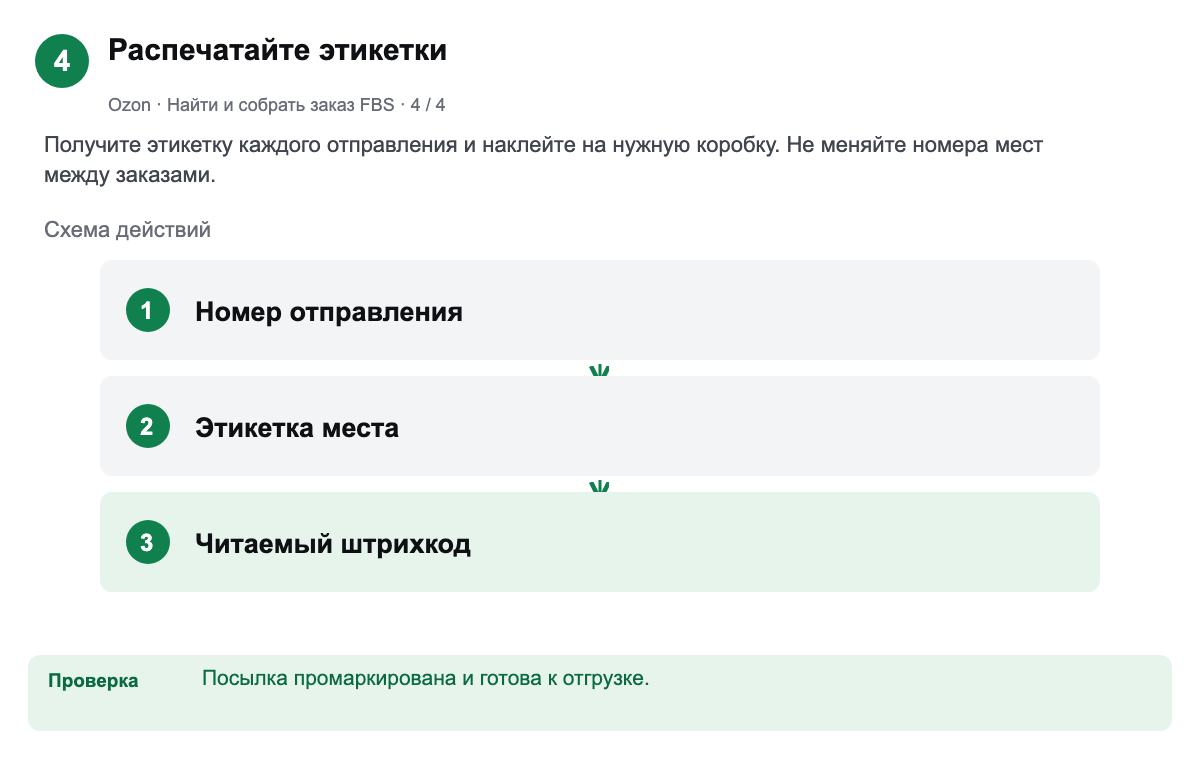 4
Распечатайте этикетки
Ozon · Найти и собрать заказ FBS · 4 / 4
Получите этикетку каждого отправления и наклейте на нужную коробку. Не меняйте номера мест
между заказами.
Схема действий
1 Номер отправления
2 Этикетка места
3 Читаемый штрихкод
Проверка Посылка промаркирована и готова к отгрузке.